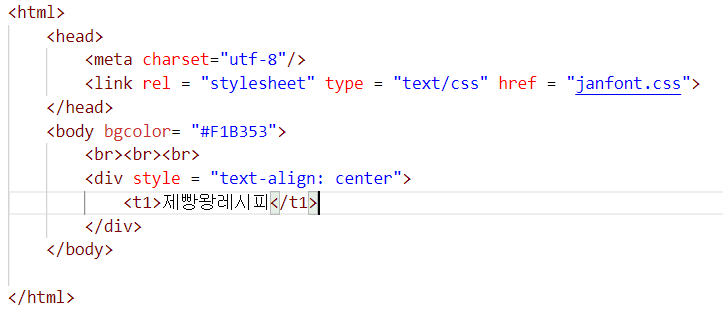 <html>
<head>
<meta charset="utf-8"/>
<link rel = "stylesheet" type = "text/css" href = "janfont.css">
</head>
<body bgcolor= "#F1B353">
<br><br><br>
<div style = "text-align: center">
<t1>제빵왕레시피</t1>
</div>
</body>
</html>